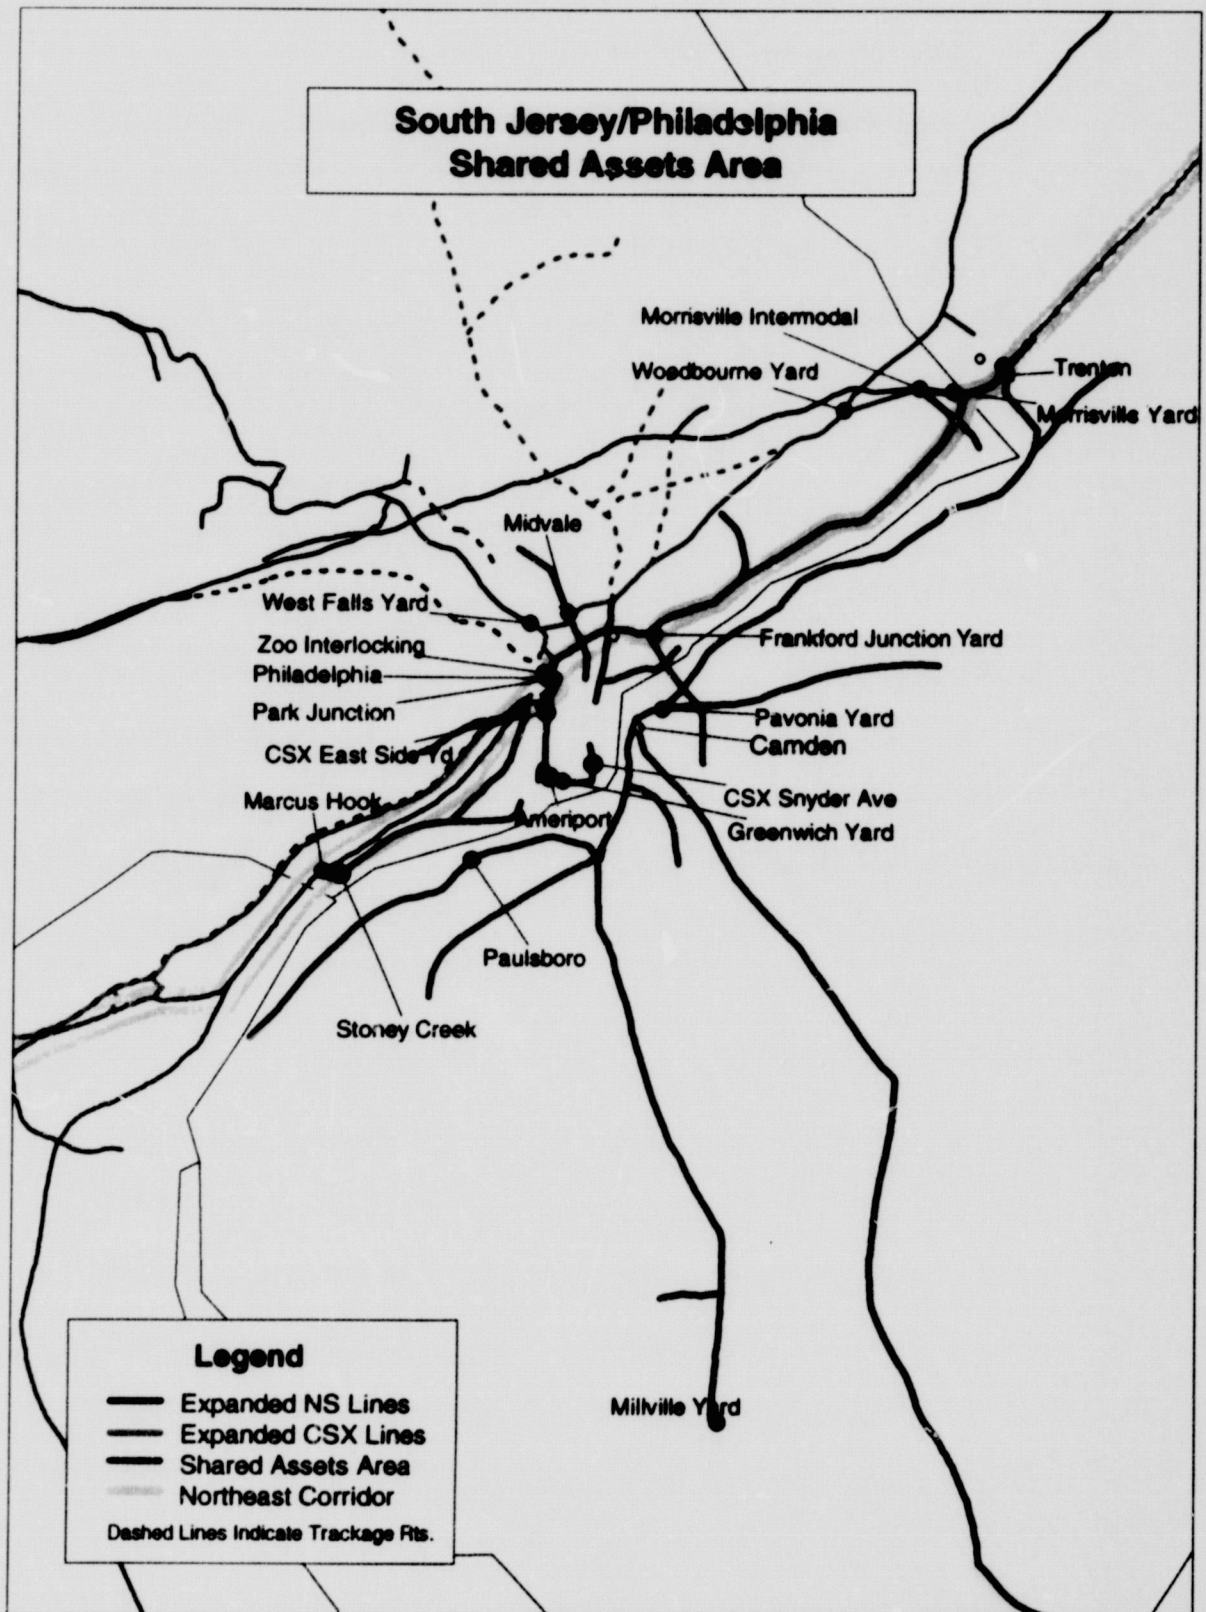 South Jersey/Philadelphia
Shared Assets Area
Morrisville Intermodal
Woodbourne Yard
Trenton
Morrisville Yard
Midvale
West Falls Yard
Zoo Interlocking
Frankford Junction Yard
Philadelphia
Park Junction
Pavonia Yard
Camden
CSX East Side Yd
Marcus Hook
CSX Snyder Ave
Ameriport
Greenwich Yard
Paulsboro
Stoney Creek
Millville Yard
Legend
Expanded NS Lines
Expanded CSX Lines
Shared Assets Area
Northeast Corridor
Dashed Lines Indicate Trackage Rts.